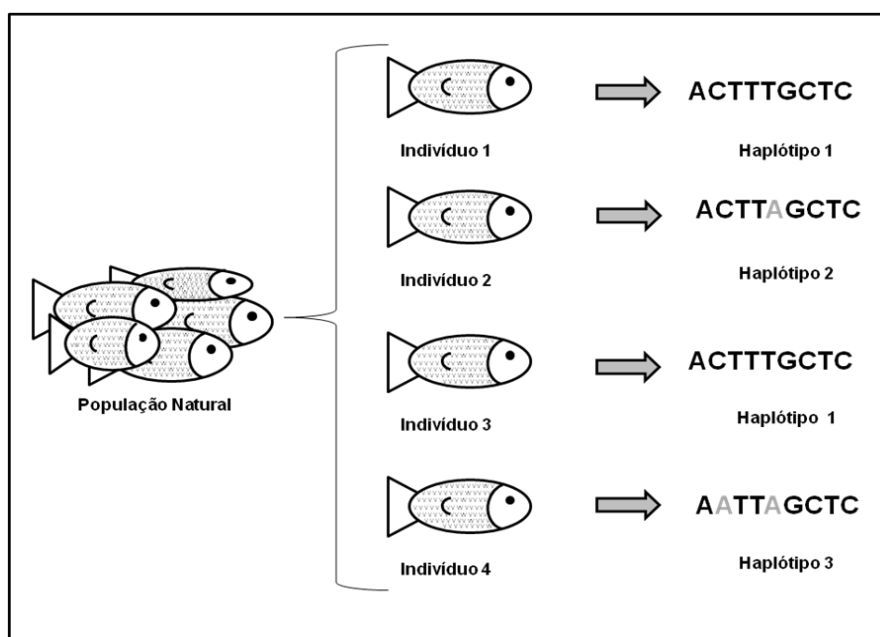 Indivíduo 1
ACTTTGCTC
Haplótipo 1
Indivíduo 2
ACTTAGCTC
Haplótipo 2
População Natural
Indivíduo 3
ACTTTGCTC
Haplótipo 1
Indivíduo 4
AATTAGCTC
Haplótipo 3